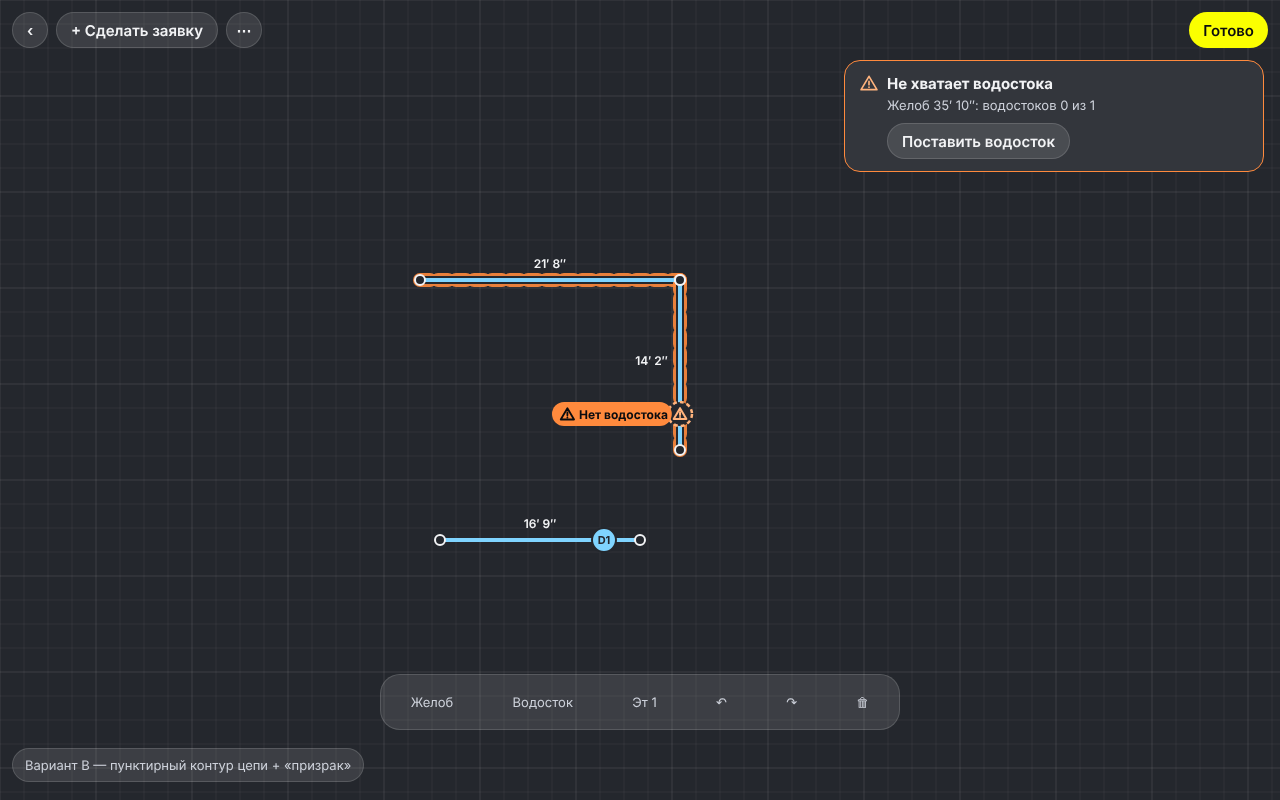 ‹
+ Сделать заявку
⋯
Готово
Не хватает водостока
Желоб 35′ 10″: водостоков 0 из 1
Поставить водосток
21′ 8″
14′ 2″
Нет водостока
16′ 9″
D1
Желоб
Водосток
Эт 1
↶
↷
Вариант B — пунктирный контур цепи + «призрак»